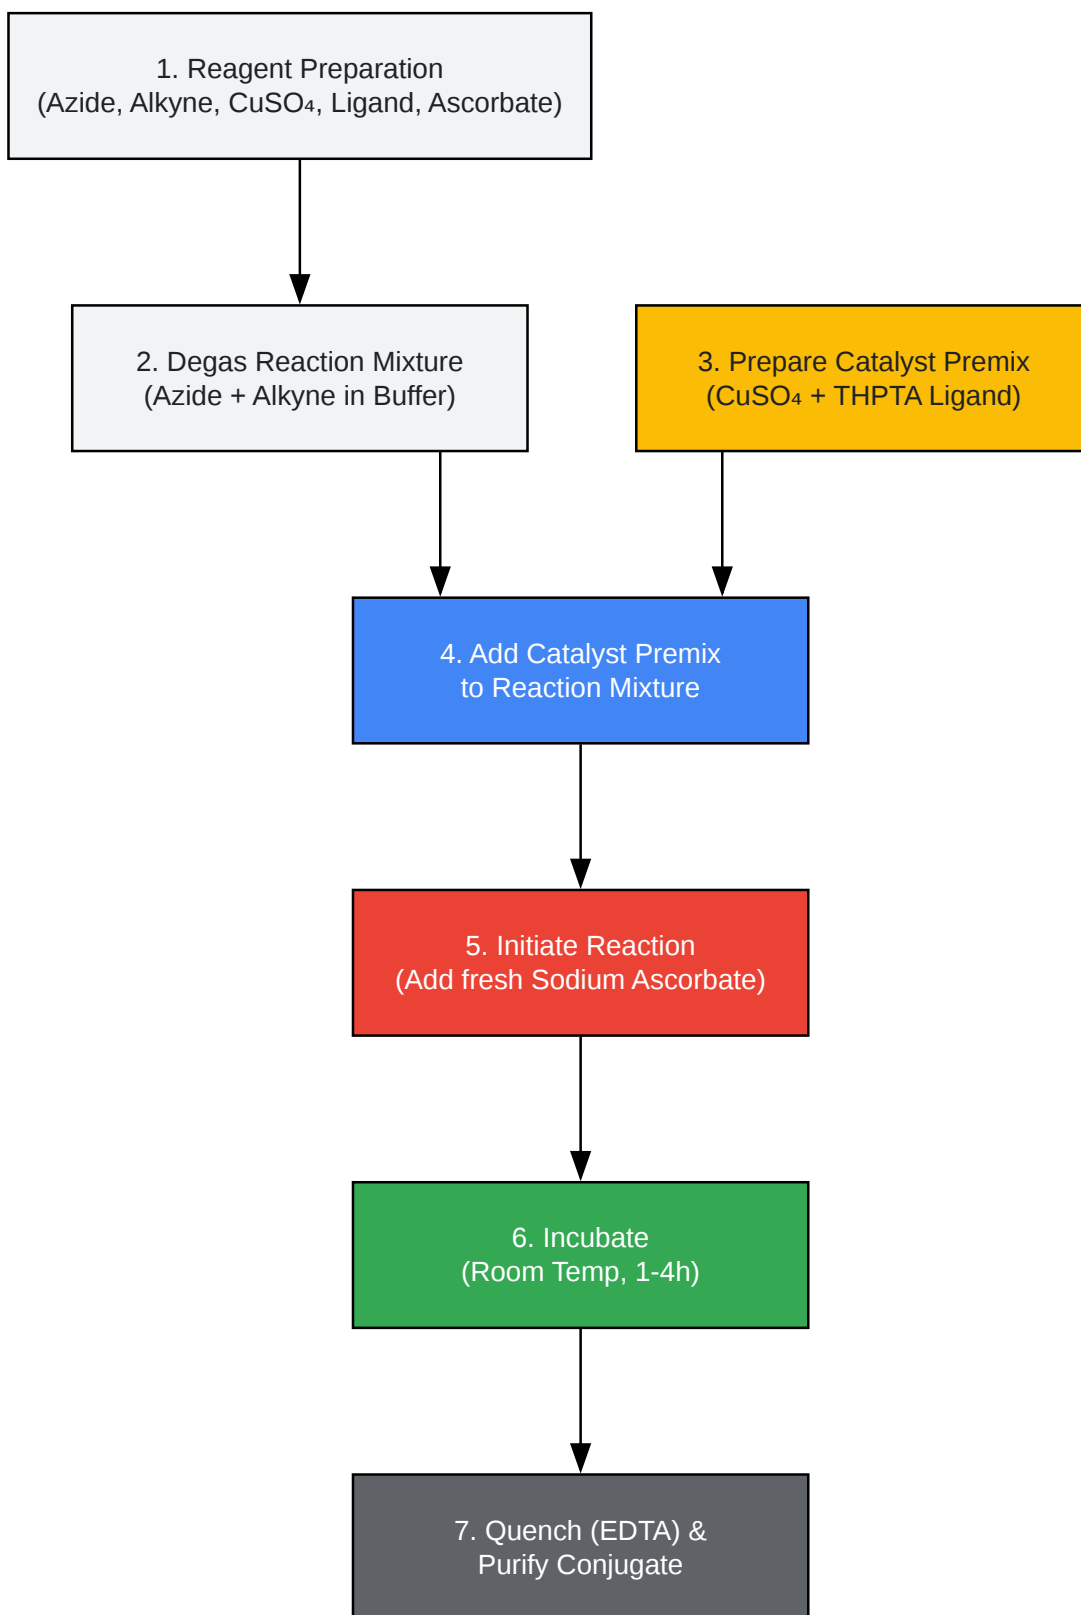 1. Reagent Preparation
(Azide, Alkyne, CuSO₄, Ligand, Ascorbate)
2. Degas Reaction Mixture
(Azide + Alkyne in Buffer)
3. Prepare Catalyst Premix
(CuSO₄ + THPTA Ligand)
4. Add Catalyst Premix
to Reaction Mixture
5. Initiate Reaction
(Add fresh Sodium Ascorbate)
6. Incubate
(Room Temp, 1-4h)
7. Quench (EDTA) &
Purify Conjugate